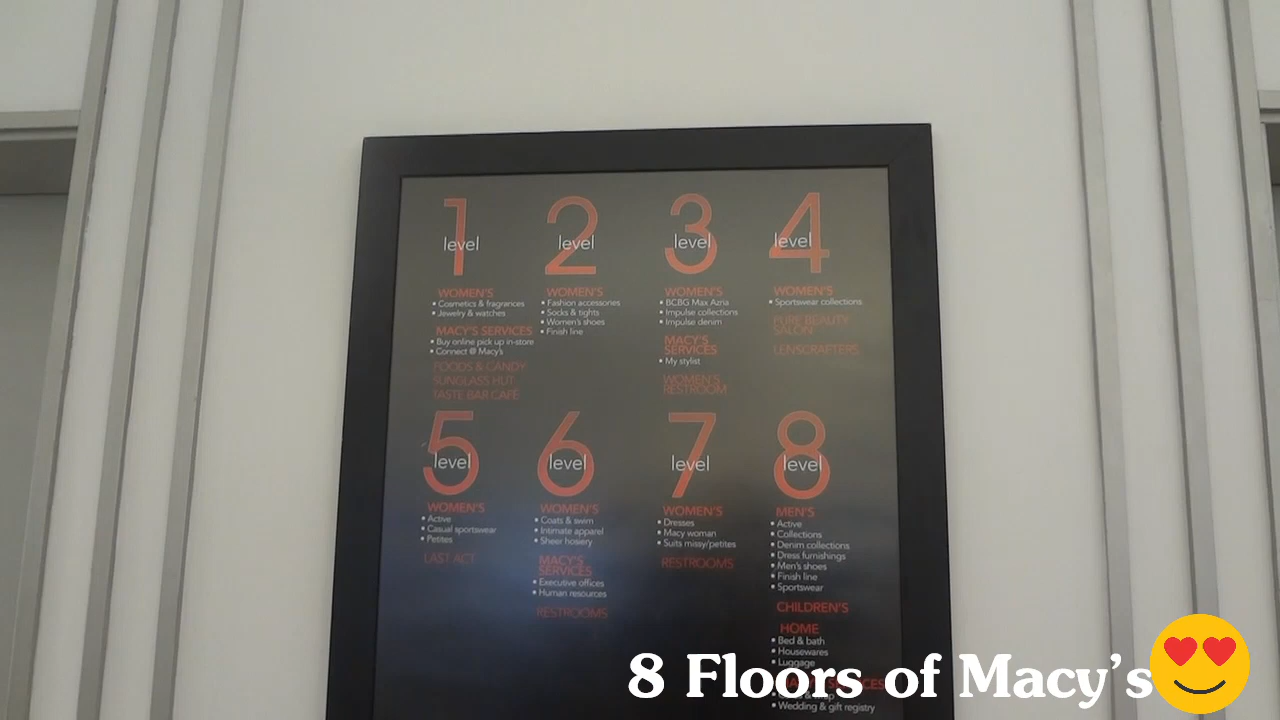 1 level
WOMEN'S
• Cosmetics & fragrances
• Jewelry & watches
MACY'S SERVICES
• Buy online pick up in-store
• Connect @ Macy's
FOODS & CANDY
SUNGLASS HUT
TASTE BAR CAFE
2 level
WOMEN'S
• Fashion accessories
• Socks & tights
• Women's shoes
• Finish line
3 level
WOMEN'S
• BCBG Max Azria
• Impulse collections
• Impulse denim
MACY'S
SERVICES
• My stylist
WOMEN'S
RESTROOM
4 level
WOMEN'S
• Sportswear collections
PURE BEAUTY
SALON
LENSCRAFTERS
5 level
WOMEN'S
• Active
• Casual sportswear
• Petites
LAST ACT
6 level
WOMEN'S
• Coats & swim
• Intimate apparel
• Sheer hosiery
MACY'S
SERVICES
• Executive offices
• Human resources
RESTROOMS
7 level
WOMEN'S
• Dresses
• Macy woman
• Suits missy/petites
RESTROOMS
8 level
MEN'S
• Active
• Collections
• Denim collections
• Dress furnishings
• Men's shoes
• Finish line
• Sportswear
CHILDREN'S
HOME
• Bed & bath
• Housewares
• Luggage
• Wedding & gift registry
8 Floors of Macy's